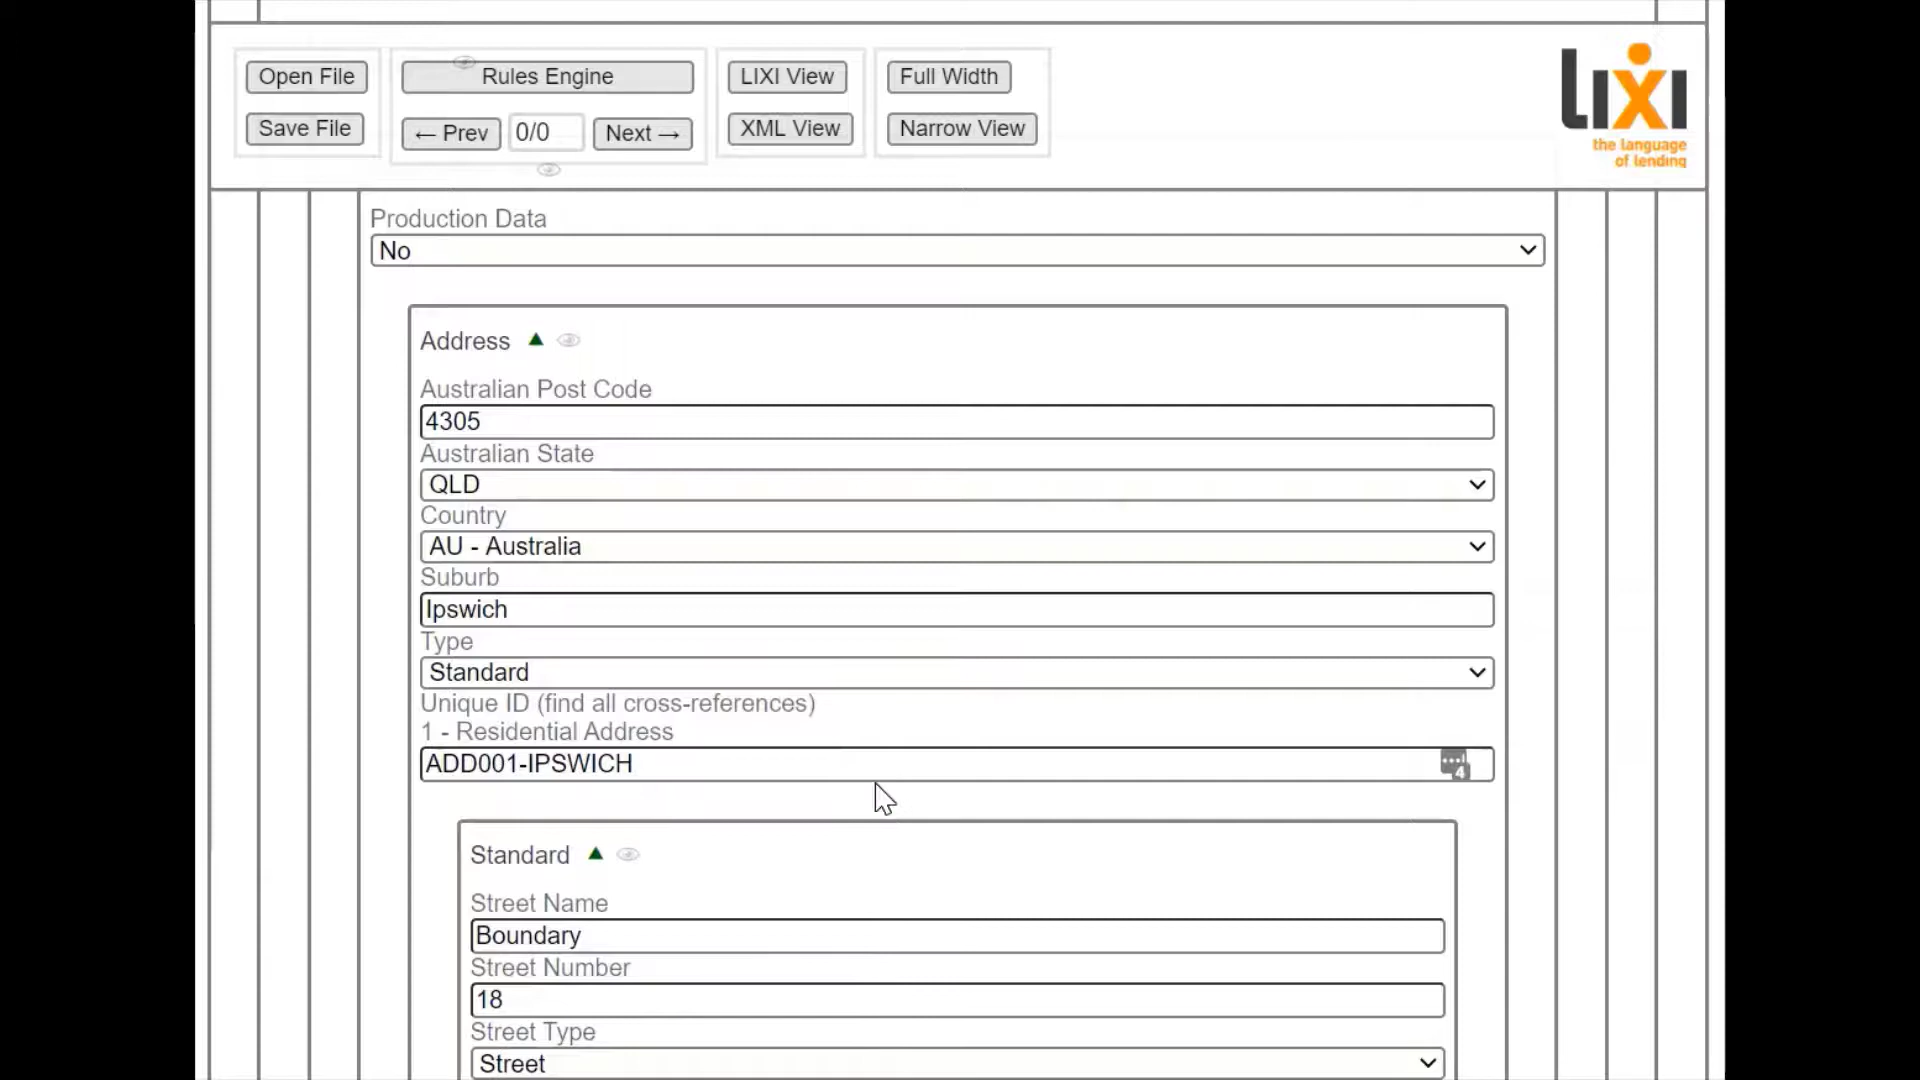 Open File
Rules Engine
LIXI View
Full Width
Save File
← Prev
0/0
Next →
XML View
Narrow View
LIXI
the language
of lending
Production Data
No
Address
Australian Post Code
4305
Australian State
QLD
Country
AU - Australia
Suburb
Ipswich
Type
Standard
Unique ID (find all cross-references)
1 - Residential Address
ADD001-IPSWICH
4
Standard
Street Name
Boundary
Street Number
18
Street Type
Street